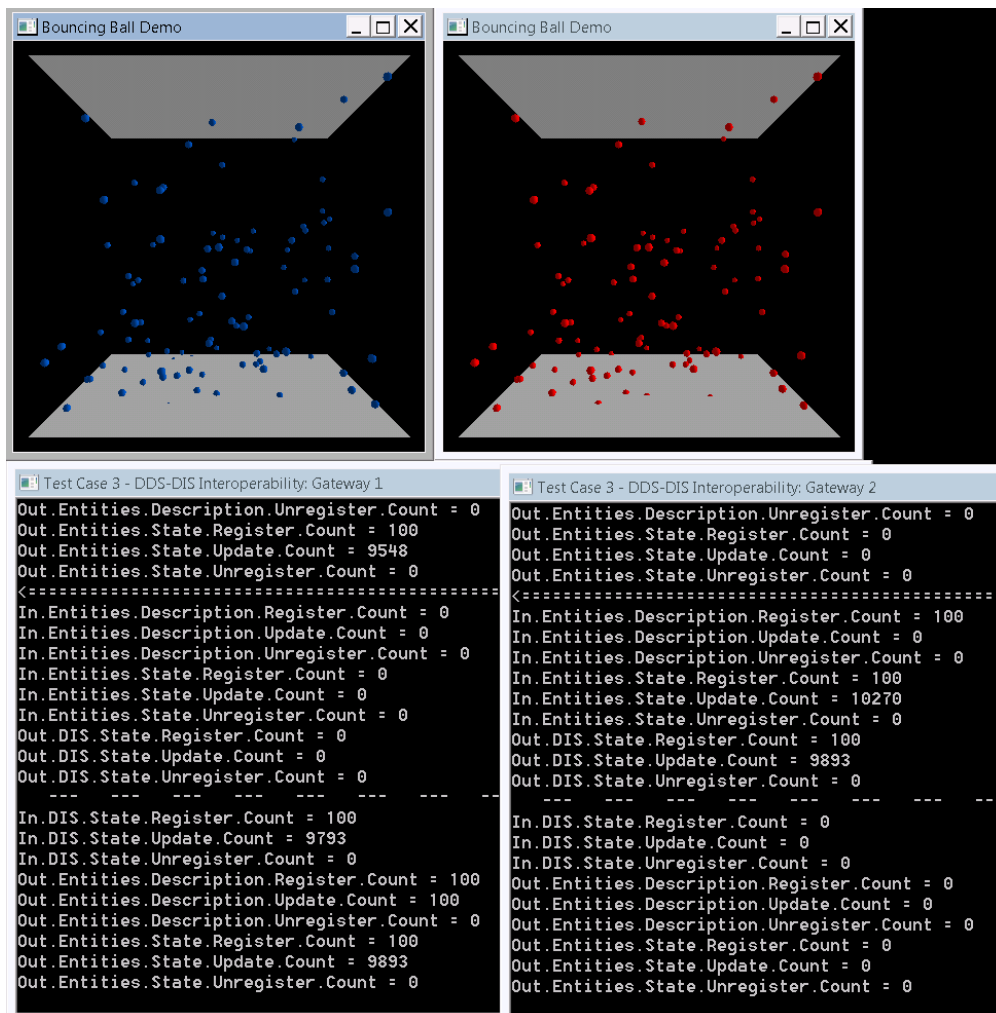 Bouncing Ball Demo
Bouncing Ball Demo
Test Case 3 - DDS-DIS Interoperability: Gateway 1
Out.Entities.Description.Unregister.Count = 0
Out.Entities.State.Register.Count = 100
Out.Entities.State.Update.Count = 9548
Out.Entities.State.Unregister.Count = 0
<-----------------------------------------------
In.Entities.Description.Register.Count = 0
In.Entities.Description.Update.Count = 0
In.Entities.Description.Unregister.Count = 0
In.Entities.State.Register.Count = 0
In.Entities.State.Update.Count = 0
In.Entities.State.Unregister.Count = 0
Out.DIS.State.Register.Count = 0
Out.DIS.State.Update.Count = 0
Out.DIS.State.Unregister.Count = 0
--- --- --- --- --- --- --- --
In.DIS.State.Register.Count = 100
In.DIS.State.Update.Count = 9793
In.DIS.State.Unregister.Count = 0
Out.Entities.Description.Register.Count = 100
Out.Entities.Description.Update.Count = 100
Out.Entities.Description.Unregister.Count = 0
Out.Entities.State.Register.Count = 100
Out.Entities.State.Update.Count = 9893
Out.Entities.State.Unregister.Count = 0
Test Case 3 - DDS-DIS Interoperability: Gateway 2
Out.Entities.Description.Unregister.Count = 0
Out.Entities.State.Register.Count = 0
Out.Entities.State.Update.Count = 0
Out.Entities.State.Unregister.Count = 0
<-----------------------------------------------
In.Entities.Description.Register.Count = 100
In.Entities.Description.Update.Count = 0
In.Entities.Description.Unregister.Count = 0
In.Entities.State.Register.Count = 100
In.Entities.State.Update.Count = 10270
In.Entities.State.Unregister.Count = 0
Out.DIS.State.Register.Count = 100
Out.DIS.State.Update.Count = 9893
Out.DIS.State.Unregister.Count = 0
--- --- --- --- --- --- --- --
In.DIS.State.Register.Count = 0
In.DIS.State.Update.Count = 0
In.DIS.State.Unregister.Count = 0
Out.Entities.Description.Register.Count = 0
Out.Entities.Description.Update.Count = 0
Out.Entities.Description.Unregister.Count = 0
Out.Entities.State.Register.Count = 0
Out.Entities.State.Update.Count = 0
Out.Entities.State.Unregister.Count = 0